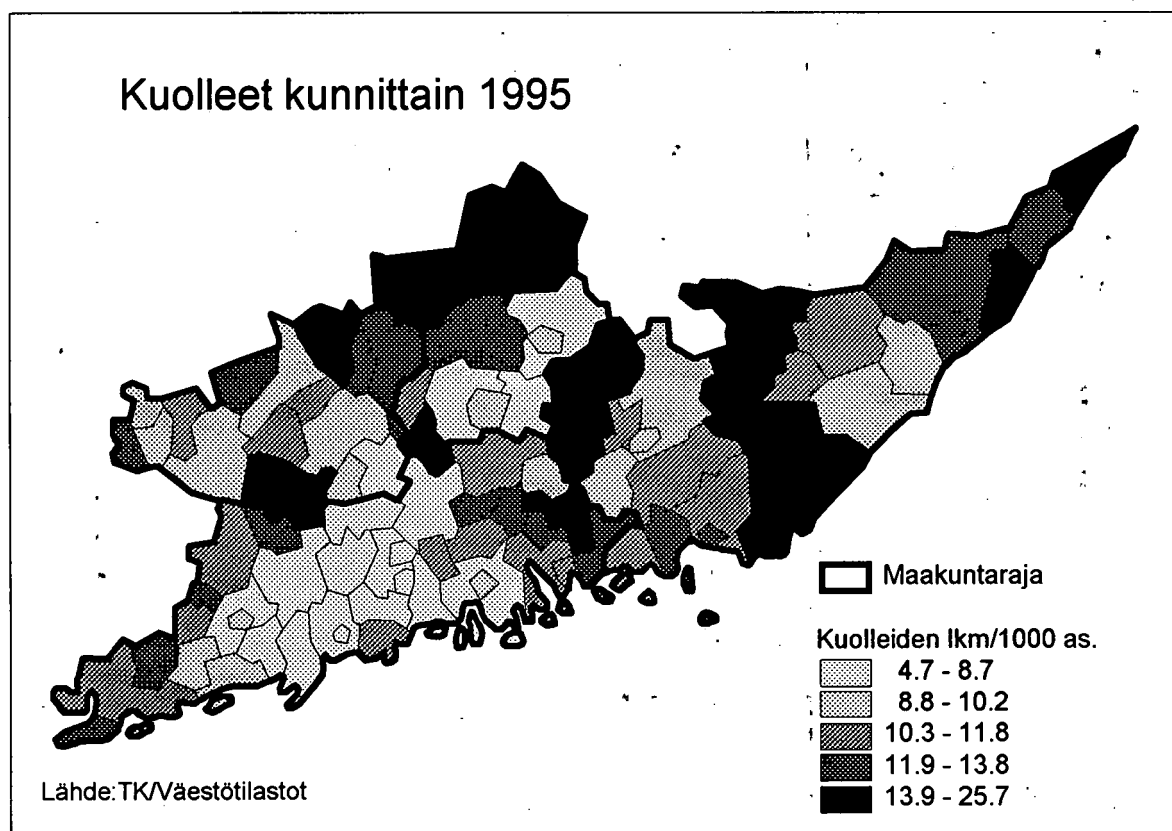 Kuolleet kunnittain 1995
Maakuntaraja
Kuolleiden lkm/1000 as.
4.7 - 8.7
8.8 - 10.2
10.3 - 11.8
11.9 - 13.8
13.9 - 25.7
Lähde:TK/Väestötilastot